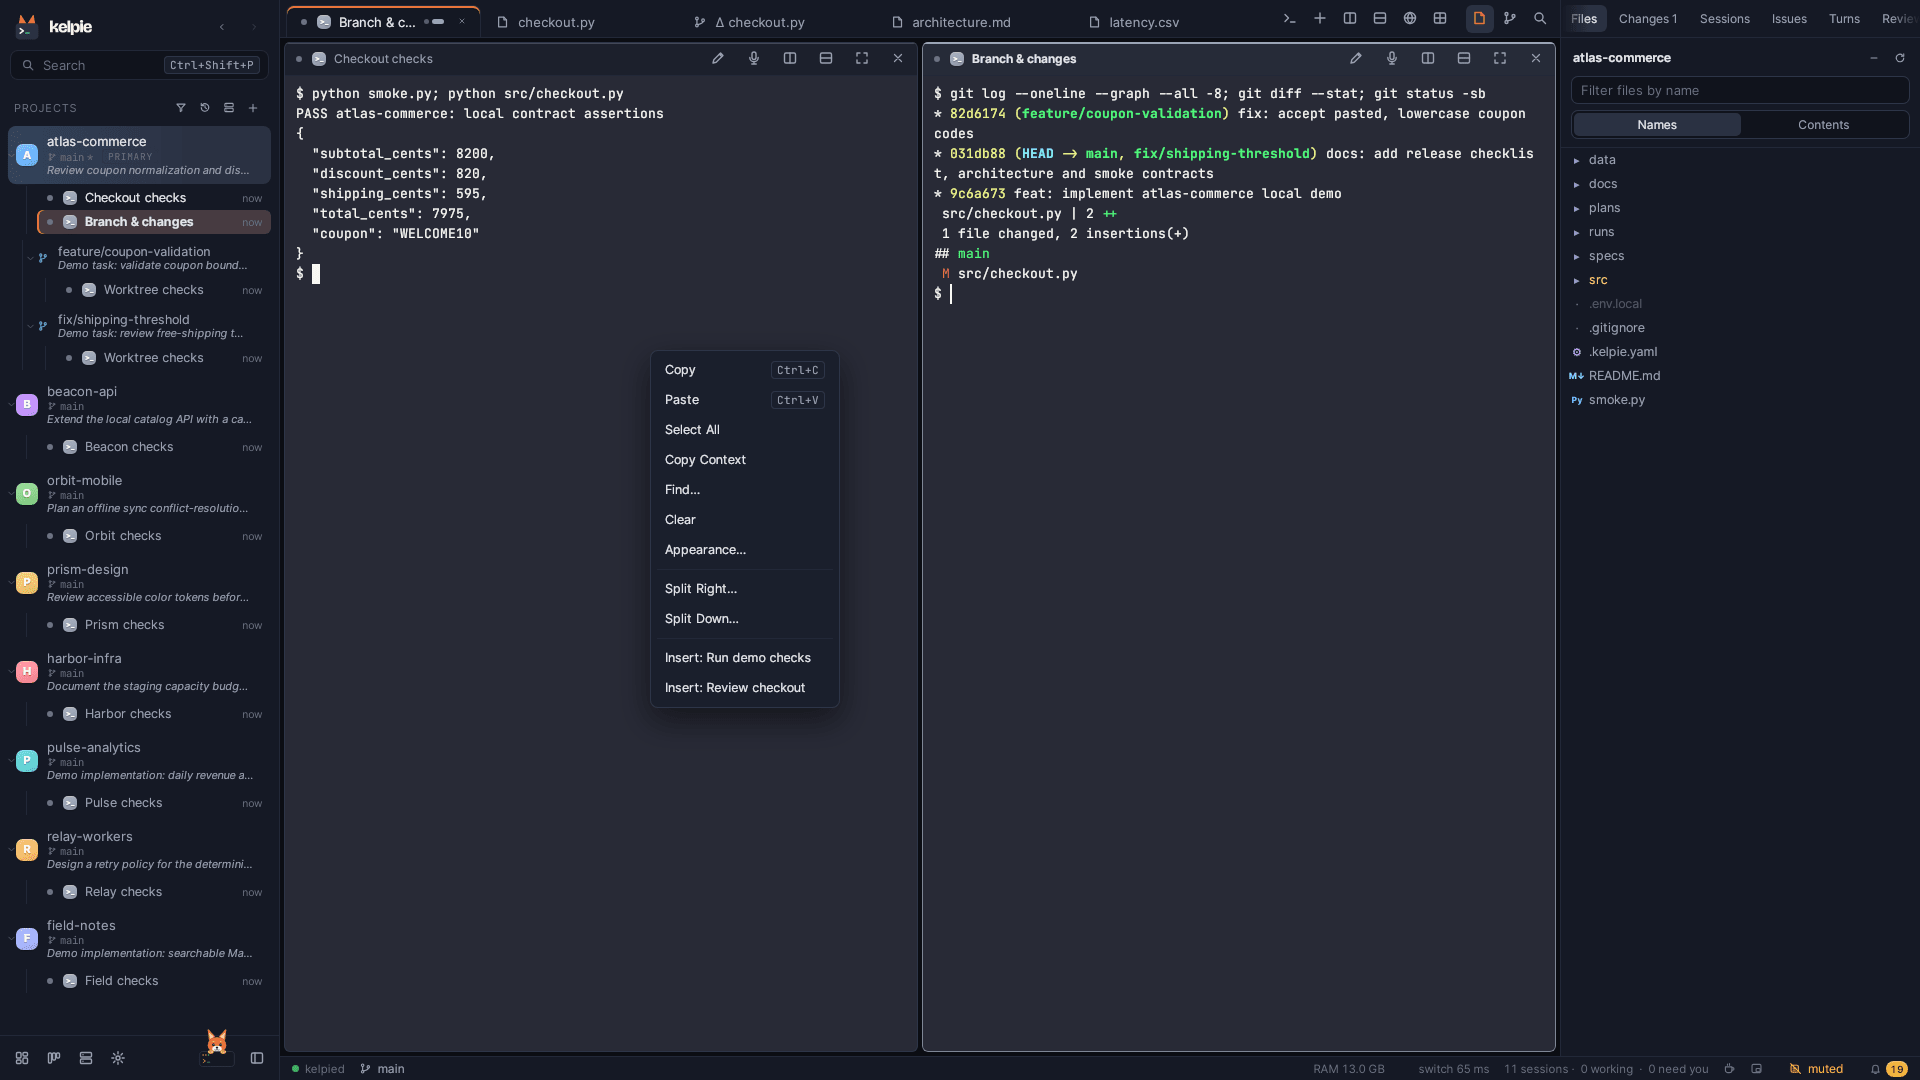 kelpie
Search Ctrl+Shift+P
PROJECTS
A atlas-commerce
main * PRIMARY
Review coupon normalization and dis...
Checkout checks now
Branch & changes now
feature/coupon-validation
Demo task: validate coupon bound...
Worktree checks now
fix/shipping-threshold
Demo task: review free-shipping t...
Worktree checks now
B beacon-api
main
Extend the local catalog API with a ca...
Beacon checks now
O orbit-mobile
main
Plan an offline sync conflict-resolutio...
Orbit checks now
P prism-design
main
Review accessible color tokens befor...
Prism checks now
H harbor-infra
main
Document the staging capacity budg...
Harbor checks now
P pulse-analytics
main
Demo implementation: daily revenue a...
Pulse checks now
R relay-workers
main
Design a retry policy for the determini...
Relay checks now
F field-notes
main
Demo implementation: searchable Ma...
Field checks now
Branch & c... checkout.py Δ checkout.py architecture.md latency.csv
Checkout checks
$ python smoke.py; python src/checkout.py
PASS atlas-commerce: local contract assertions
{
"subtotal_cents": 8200,
"discount_cents": 820,
"shipping_cents": 595,
"total_cents": 7975,
"coupon": "WELCOME10"
}
$
Copy Ctrl+C
Paste Ctrl+V
Select All
Copy Context
Find...
Clear
Appearance...
Split Right...
Split Down...
Insert: Run demo checks
Insert: Review checkout
Branch & changes
$ git log --oneline --graph --all -8; git diff --stat; git status -sb
* 82d6174 (feature/coupon-validation) fix: accept pasted, lowercase coupon
codes
* 031db88 (HEAD -> main, fix/shipping-threshold) docs: add release checklis
t, architecture and smoke contracts
* 9c6a673 feat: implement atlas-commerce local demo
src/checkout.py | 2 ++
1 file changed, 2 insertions(+)
## main
M src/checkout.py
$
Files Changes 1 Sessions Issues Turns Revie
atlas-commerce
Filter files by name
Names Contents
data
docs
plans
runs
specs
src
.env.local
.gitignore
.kelpie.yaml
M↓ README.md
Py smoke.py
kelpied main RAM 13.0 GB switch 65 ms 11 sessions · 0 working · 0 need you muted 19